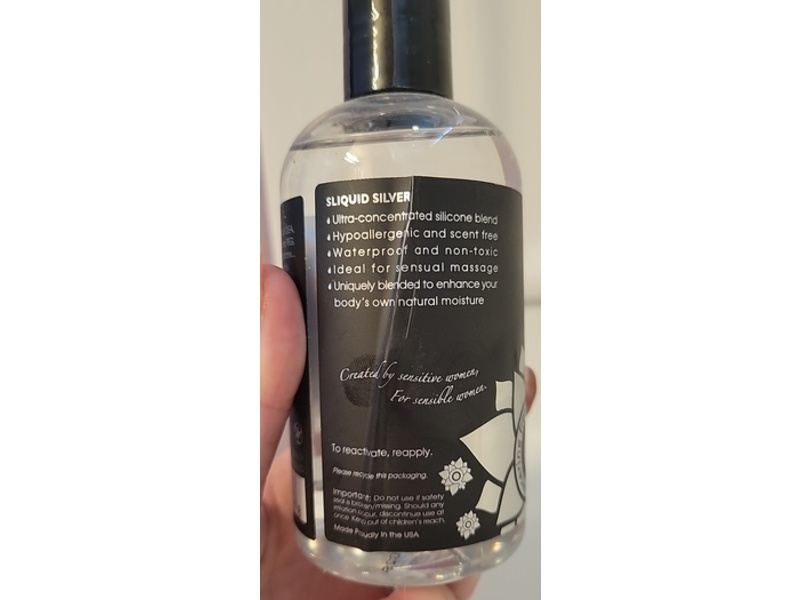 SLIQUID SILVER
Ultra-concentrated silicone blend
Hypoallergenic and scent free
Waterproof and non-toxic
Ideal for sensual massage
Uniquely blended to enhance your
body's own natural moisture
Created by sensitive women,
For sensible women.
To reactivate, reapply.
Please recycle this packaging.
Important: Do not use if safety
seal is broken/missing. Should any
irritation occur, discontinue use at
once. Keep out of children's reach.
Made Proudly in the USA